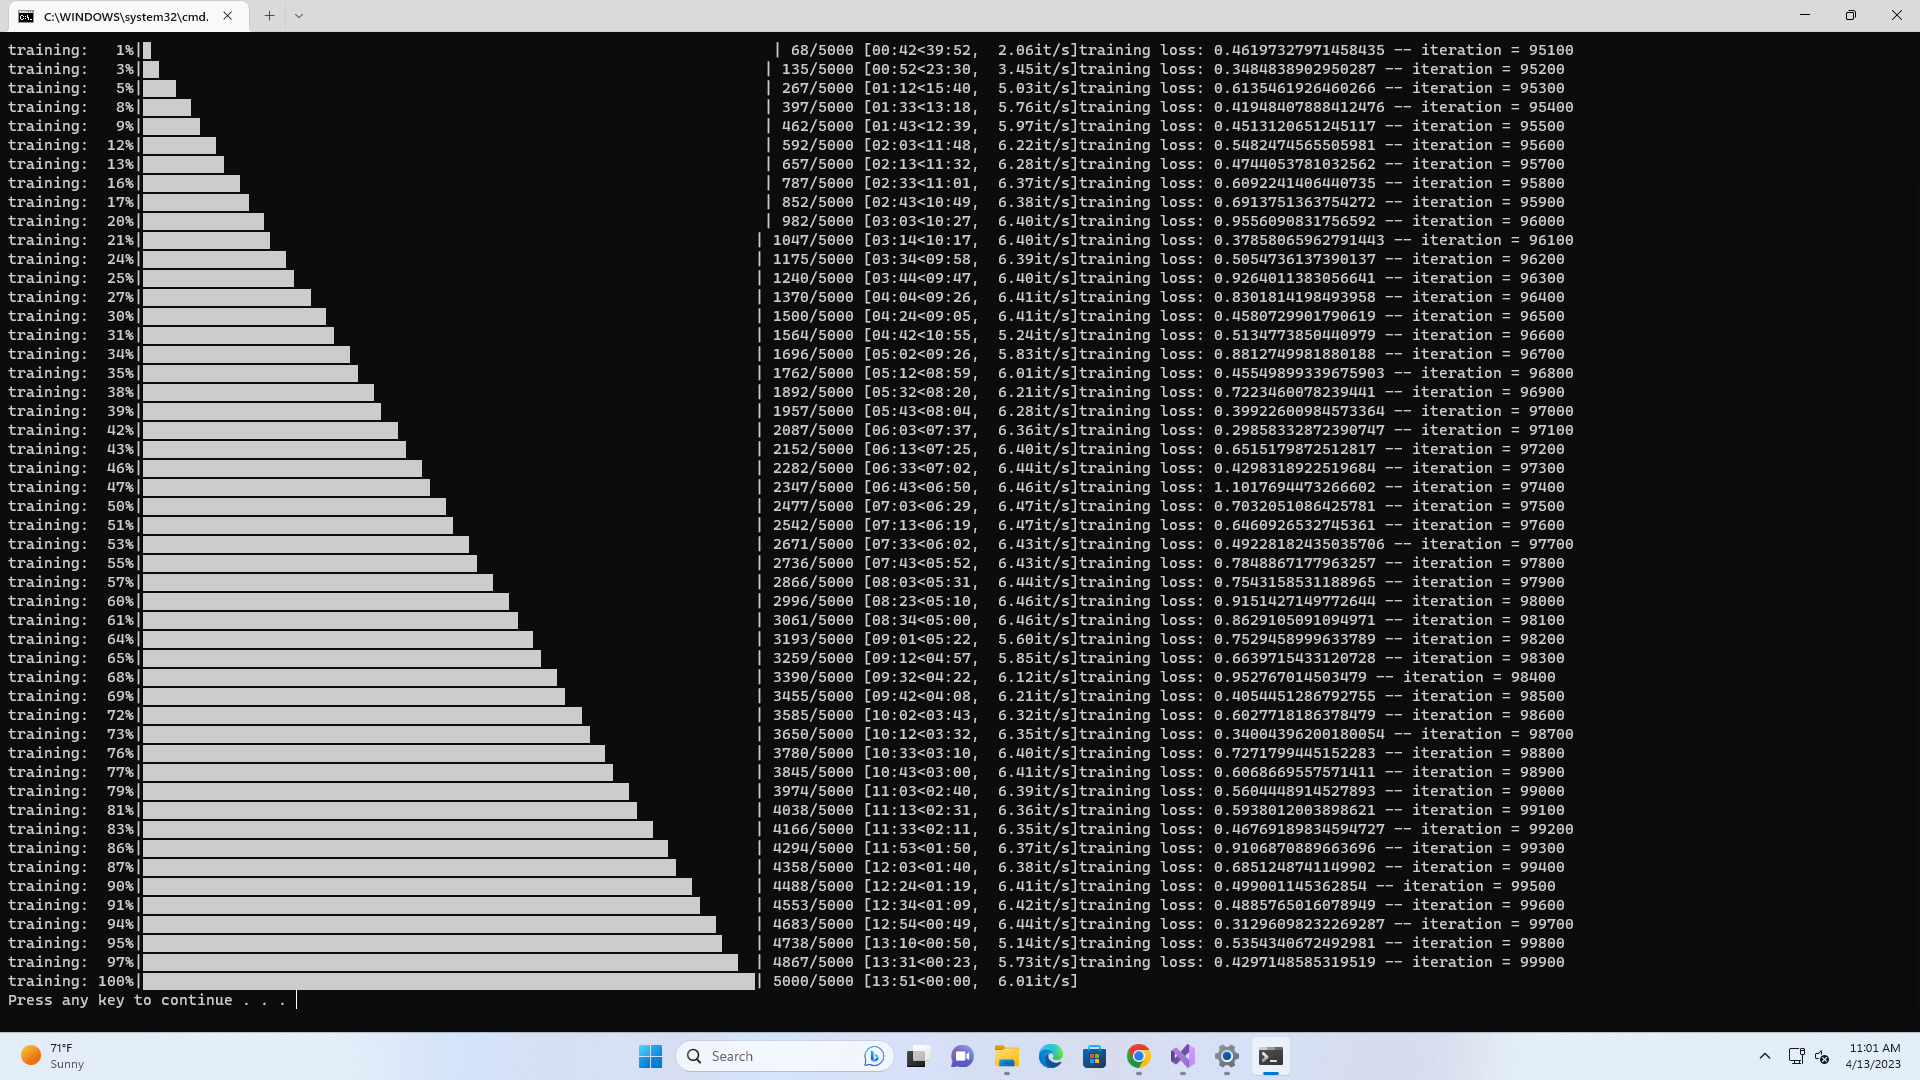 C:\WINDOWS\system32\cmd.
training:   1%| | 68/5000 [00:42<39:52,  2.06it/s]training loss: 0.46197327971458435 -- iteration = 95100
training:   3%| | 135/5000 [00:52<23:30,  3.45it/s]training loss: 0.3484838902950287 -- iteration = 95200
training:   5%| | 267/5000 [01:12<15:40,  5.03it/s]training loss: 0.6135461926460266 -- iteration = 95300
training:   8%| | 397/5000 [01:33<13:18,  5.76it/s]training loss: 0.419484078884124​76 -- iteration = 95400
training:   9%| | 462/5000 [01:43<12:39,  5.97it/s]training loss: 0.4513120651245117 -- iteration = 95500
training:  12%| | 592/5000 [02:03<11:48,  6.22it/s]training loss: 0.5482474565505981 -- iteration = 95600
training:  13%| | 657/5000 [02:13<11:32,  6.28it/s]training loss: 0.4744053781032562 -- iteration = 95700
training:  16%| | 787/5000 [02:33<11:01,  6.37it/s]training loss: 0.6092241406440735 -- iteration = 95800
training:  17%| | 852/5000 [02:43<10:49,  6.38it/s]training loss: 0.6913751363754272 -- iteration = 95900
training:  20%| | 982/5000 [03:03<10:27,  6.40it/s]training loss: 0.9556090831756592 -- iteration = 96000
training:  21%| | 1047/5000 [03:14<10:17,  6.40it/s]training loss: 0.37858065962791443 -- iteration = 96100
training:  24%| | 1175/5000 [03:34<09:58,  6.39it/s]training loss: 0.5054736137390137 -- iteration = 96200
training:  25%| | 1240/5000 [03:44<09:47,  6.40it/s]training loss: 0.9264011383056641 -- iteration = 96300
training:  27%| | 1370/5000 [04:04<09:26,  6.41it/s]training loss: 0.8301814198493958 -- iteration = 96400
training:  30%| | 1500/5000 [04:24<09:05,  6.41it/s]training loss: 0.4580729901790619 -- iteration = 96500
training:  31%| | 1564/5000 [04:42<10:55,  5.24it/s]training loss: 0.5134773850440979 -- iteration = 96600
training:  34%| | 1696/5000 [05:02<09:26,  5.83it/s]training loss: 0.8812749981880188 -- iteration = 96700
training:  35%| | 1762/5000 [05:12<08:59,  6.01it/s]training loss: 0.45549899339675903 -- iteration = 96800
training:  38%| | 1892/5000 [05:32<08:20,  6.21it/s]training loss: 0.7223460078239441 -- iteration = 96900
training:  39%| | 1957/5000 [05:43<08:04,  6.28it/s]training loss: 0.39922600984573364 -- iteration = 97000
training:  42%| | 2087/5000 [06:03<07:37,  6.36it/s]training loss: 0.29858332872390747 -- iteration = 97100
training:  43%| | 2152/5000 [06:13<07:25,  6.40it/s]training loss: 0.6515179872512817 -- iteration = 97200
training:  46%| | 2282/5000 [06:33<07:02,  6.44it/s]training loss: 0.4298318922519684 -- iteration = 97300
training:  47%| | 2347/5000 [06:43<06:50,  6.46it/s]training loss: 1.1017694473266602 -- iteration = 97400
training:  50%| | 2477/5000 [07:03<06:29,  6.47it/s]training loss: 0.7032051086425781 -- iteration = 97500
training:  51%| | 2542/5000 [07:13<06:19,  6.47it/s]training loss: 0.6460926532745361 -- iteration = 97600
training:  53%| | 2671/5000 [07:33<06:02,  6.43it/s]training loss: 0.49228182435035706 -- iteration = 97700
training:  55%| | 2736/5000 [07:43<05:52,  6.43it/s]training loss: 0.7848867177963257 -- iteration = 97800
training:  57%| | 2866/5000 [08:03<05:31,  6.44it/s]training loss: 0.7543158531188965 -- iteration = 97900
training:  60%| | 2996/5000 [08:23<05:10,  6.46it/s]training loss: 0.9151427149772644 -- iteration = 98000
training:  61%| | 3061/5000 [08:34<05:00,  6.46it/s]training loss: 0.8629105091094971 -- iteration = 98100
training:  64%| | 3193/5000 [09:01<05:22,  5.60it/s]training loss: 0.7529458999633789 -- iteration = 98200
training:  65%| | 3259/5000 [09:12<04:57,  5.85it/s]training loss: 0.6639715433120728 -- iteration = 98300
training:  68%| | 3390/5000 [09:32<04:22,  6.12it/s]training loss: 0.952767014503479 -- iteration = 98400
training:  69%| | 3455/5000 [09:42<04:08,  6.21it/s]training loss: 0.4054451286792755 -- iteration = 98500
training:  72%| | 3585/5000 [10:02<03:43,  6.32it/s]training loss: 0.6027718186378479 -- iteration = 98600
training:  73%| | 3650/5000 [10:12<03:32,  6.35it/s]training loss: 0.34004396200180054 -- iteration = 98700
training:  76%| | 3780/5000 [10:33<03:10,  6.40it/s]training loss: 0.7271799445152283 -- iteration = 98800
training:  77%| | 3845/5000 [10:43<03:00,  6.41it/s]training loss: 0.6068669557571411 -- iteration = 98900
training:  79%| | 3974/5000 [11:03<02:40,  6.39it/s]training loss: 0.5604448914527893 -- iteration = 99000
training:  81%| | 4038/5000 [11:13<02:31,  6.36it/s]training loss: 0.5938012003898621 -- iteration = 99100
training:  83%| | 4166/5000 [11:33<02:11,  6.35it/s]training loss: 0.46769189834594727 -- iteration = 99200
training:  86%| | 4294/5000 [11:53<01:50,  6.37it/s]training loss: 0.9106870889663696 -- iteration = 99300
training:  87%| | 4358/5000 [12:03<01:40,  6.38it/s]training loss: 0.6851248741149902 -- iteration = 99400
training:  90%| | 4488/5000 [12:24<01:19,  6.41it/s]training loss: 0.499001145362854 -- iteration = 99500
training:  91%| | 4553/5000 [12:34<01:09,  6.42it/s]training loss: 0.4885765016078949 -- iteration = 99600
training:  94%| | 4683/5000 [12:54<00:49,  6.44it/s]training loss: 0.31296098232269287 -- iteration = 99700
training:  95%| | 4738/5000 [13:10<00:50,  5.14it/s]training loss: 0.5354340672492981 -- iteration = 99800
training:  97%| | 4867/5000 [13:31<00:23,  5.73it/s]training loss: 0.4297148585319519 -- iteration = 99900
training: 100%| | 5000/5000 [13:51<00:00,  6.01it/s]
Press any key to continue . . .
71°F
Sunny
Search
11:01 AM
4/13/2023